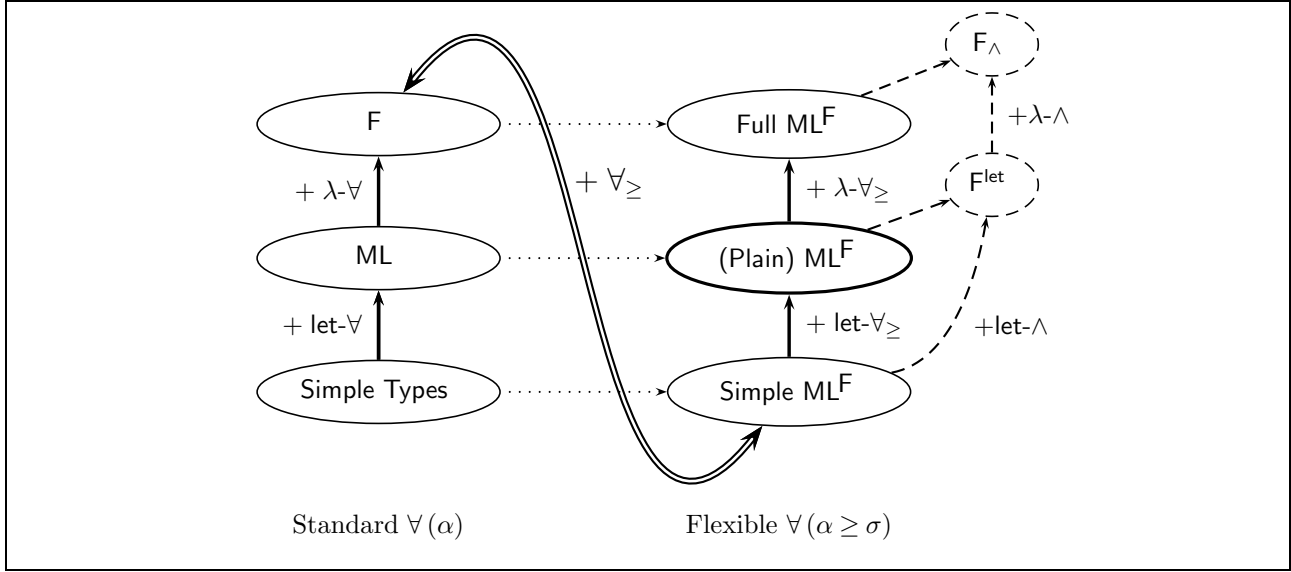 F∧
F
Full MLF
+λ-∧
+ λ-∀
+ ∀≥
+ λ-∀≥
Flet
ML
(Plain) MLF
+ let-∀
+ let-∀≥
+let-∧
Simple Types
Simple MLF
Standard ∀ (α)
Flexible ∀ (α ≥ σ)